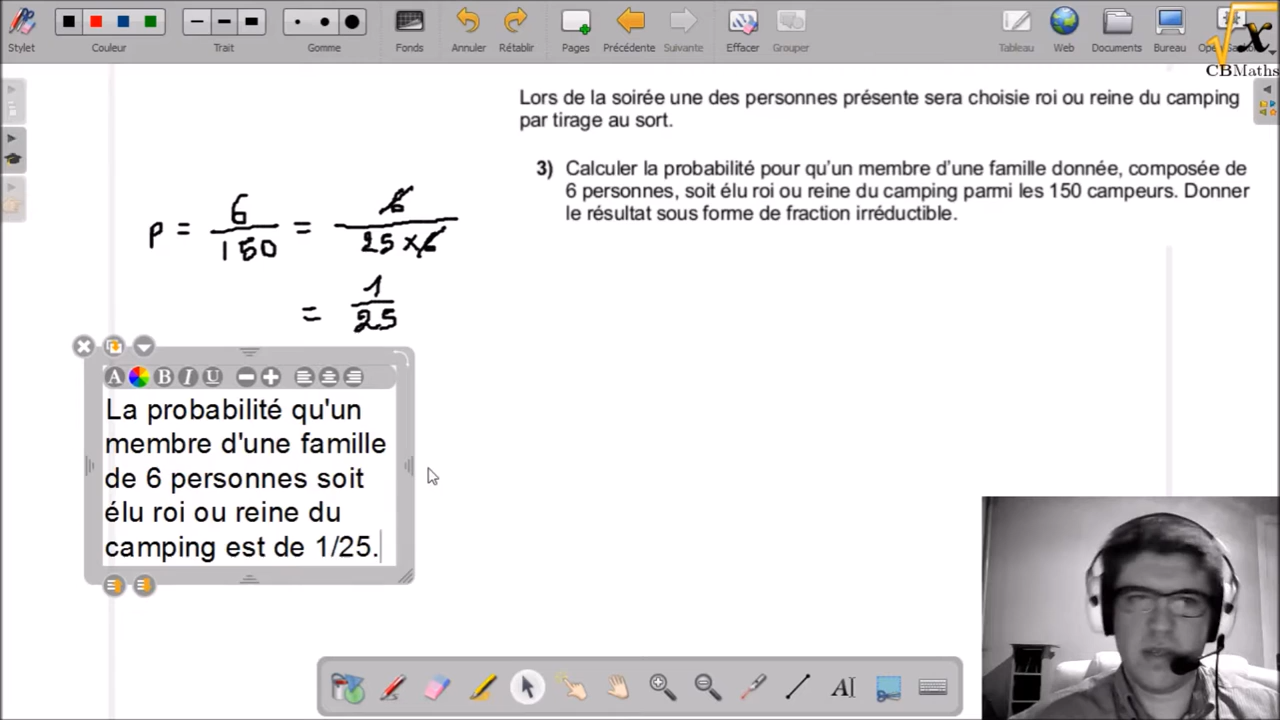 Stylet
Couleur
Trait
Gomme
Fonds
Annuler
Rétablir
Pages
Précédente
Suivante
Effacer
Grouper
Tableau
Web
Documents
Bureau
CBMaths
Lors de la soirée une des personnes présente sera choisie roi ou reine du camping
par tirage au sort.
3) Calculer la probabilité pour qu'un membre d'une famille donnée, composée de
6 personnes, soit élu roi ou reine du camping parmi les 150 campeurs. Donner
le résultat sous forme de fraction irréductible.
P = 6/150 = 6/25×6
= 1/25
A B I U
La probabilité qu'un
membre d'une famille
de 6 personnes soit
élu roi ou reine du
camping est de 1/25.